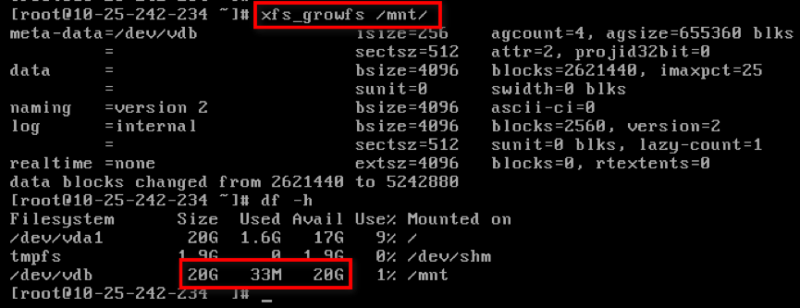 [root@10-25-242-234 ~]# xfs_growfs /mnt/
meta-data=/dev/vdb               isize=256    agcount=4, agsize=655360 blks
         =                       sectsz=512   attr=2, projid32bit=0
data     =                       bsize=4096   blocks=2621440, imaxpct=25
         =                       sunit=0      swidth=0 blks
naming   =version 2              bsize=4096   ascii-ci=0
log      =internal               bsize=4096   blocks=2560, version=2
         =                       sectsz=512   sunit=0 blks, lazy-count=1
realtime =none                   extsz=4096   blocks=0, rtextents=0
data blocks changed from 2621440 to 5242880
[root@10-25-242-234 ~]# df -h
Filesystem      Size  Used Avail Use% Mounted on
/dev/vda1        20G  1.6G   17G   9% /
tmpfs           1.9G     0  1.9G   0% /dev/shm
/dev/vdb         20G   33M   20G   1% /mnt
[root@10-25-242-234 ~]# _